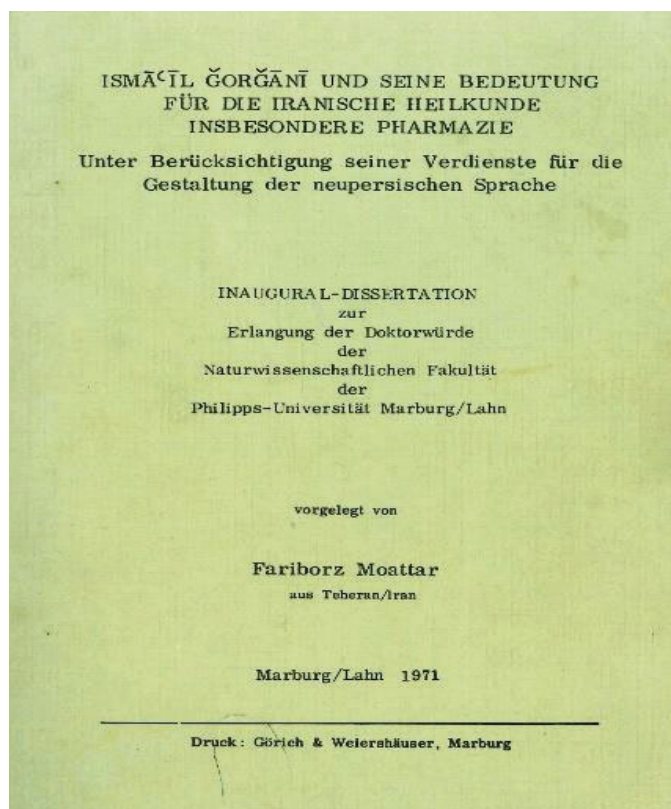 ISMĀʿĪL ǦORǦĀNĪ UND SEINE BEDEUTUNG
FÜR DIE IRANISCHE HEILKUNDE
INSBESONDERE PHARMAZIE
Unter Berücksichtigung seiner Verdienste für die
Gestaltung der neupersischen Sprache
INAUGURAL-DISSERTATION
zur
Erlangung der Doktorwürde
der
Naturwissenschaftlichen Fakultät
der
Philipps-Universität Marburg/Lahn
vorgelegt von
Fariborz Moattar
aus Teheran/Iran
Marburg/Lahn 1971
Druck: Görich & Weiershäuser, Marburg